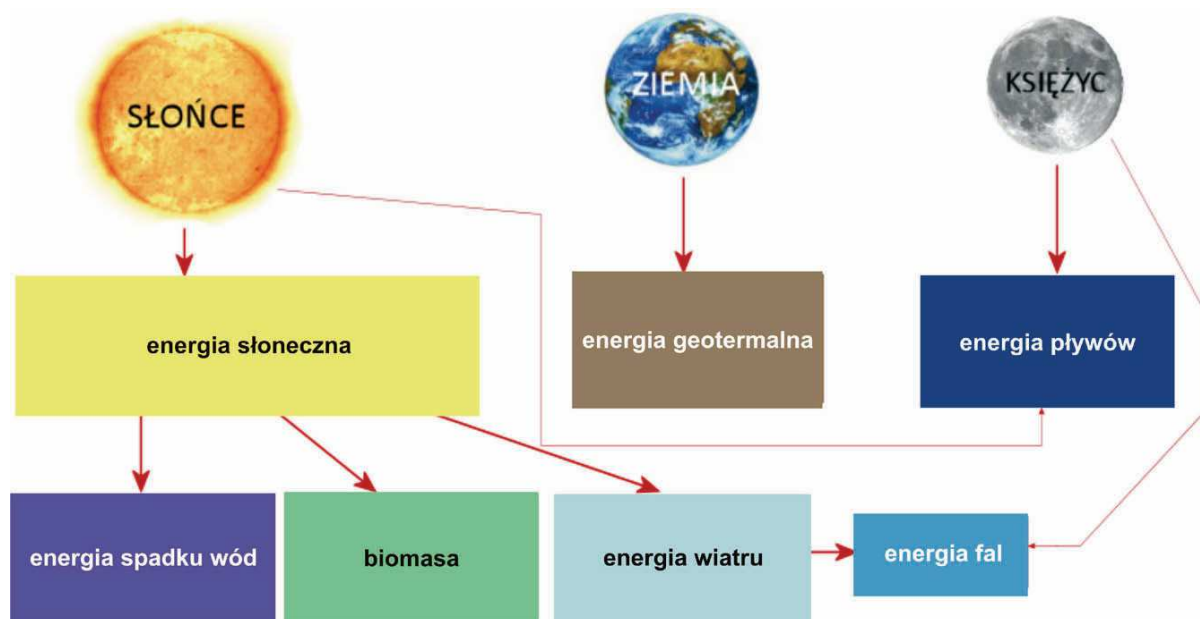 SŁOŃCE
ZIEMIA
KSIĘŻYC
energia słoneczna
energia geotermalna
energia pływów
energia spadku wód
biomasa
energia wiatru
energia fal